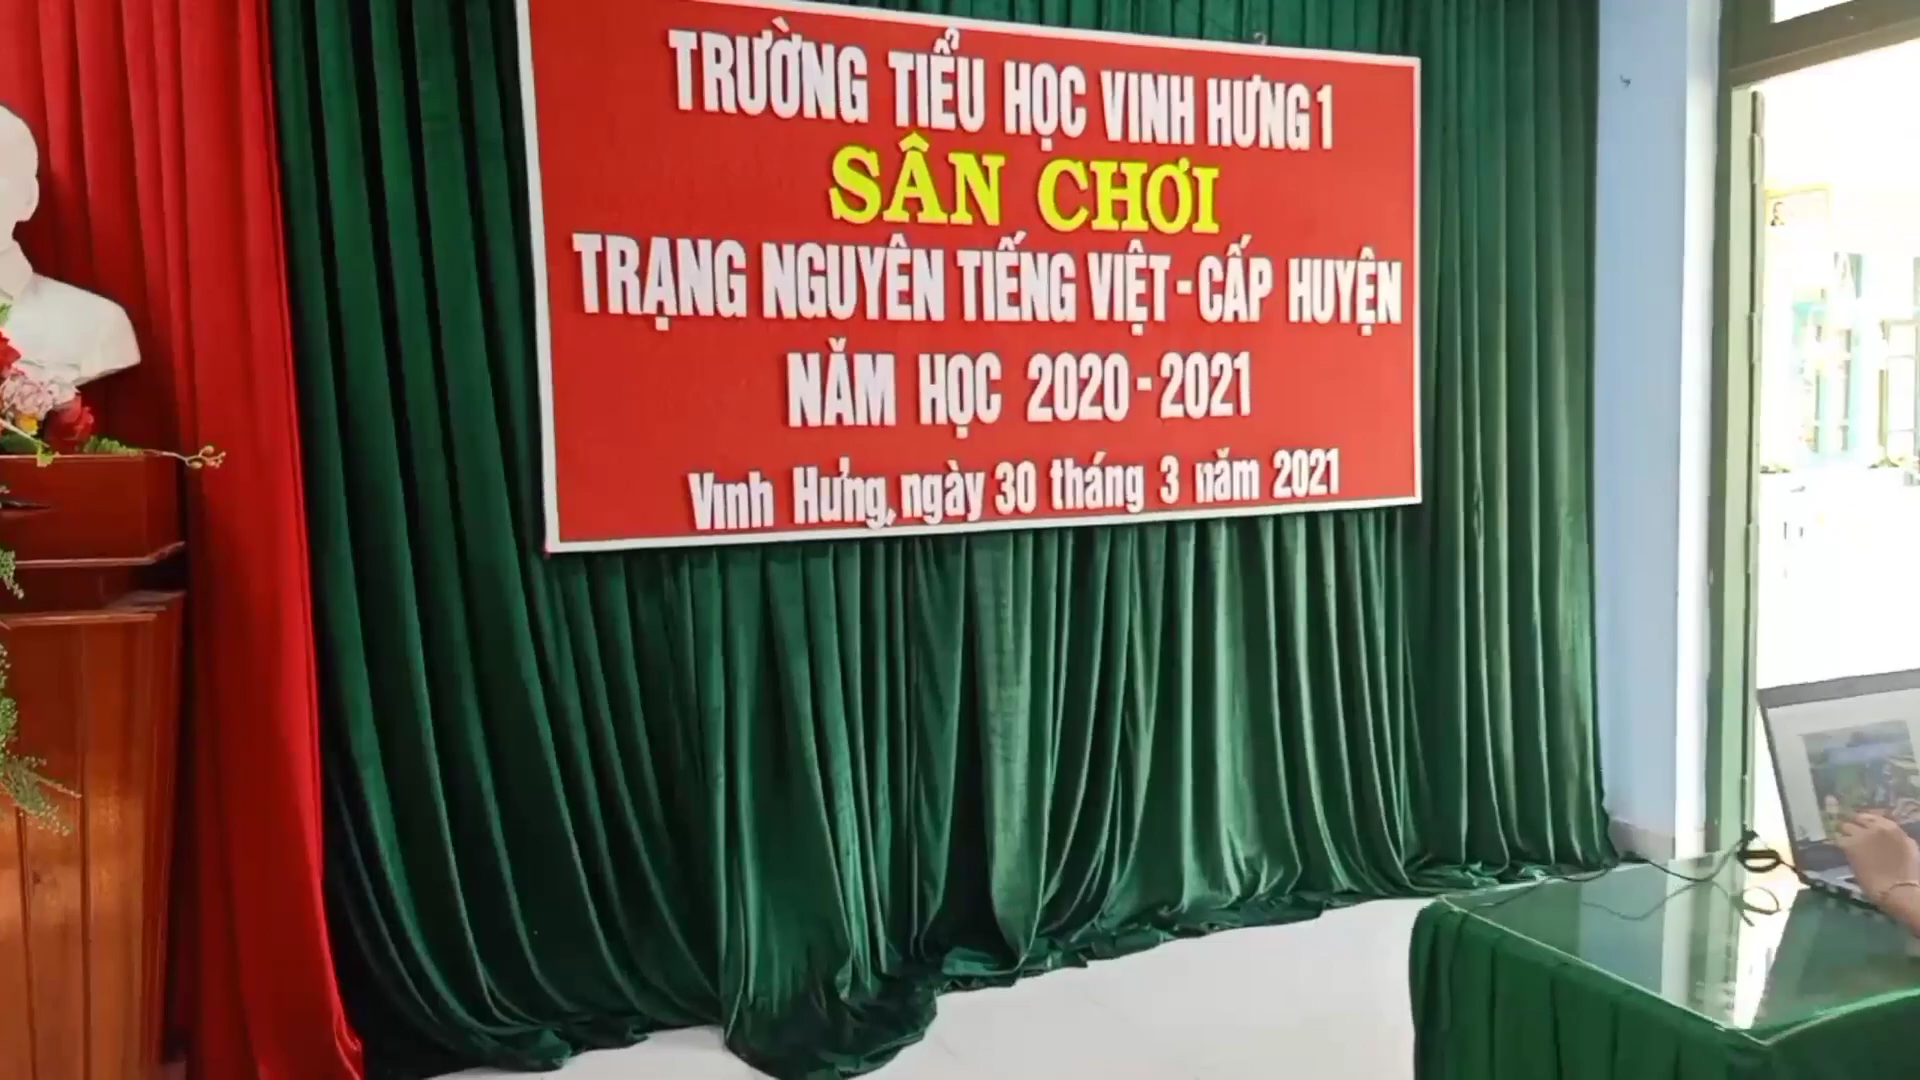 TRƯỜNG TIỂU HỌC VINH HƯNG 1
SÂN CHƠI
TRẠNG NGUYÊN TIẾNG VIỆT - CẤP HUYỆN
NĂM HỌC 2020 - 2021
Vinh Hưng, ngày 30 tháng 3 năm 2021